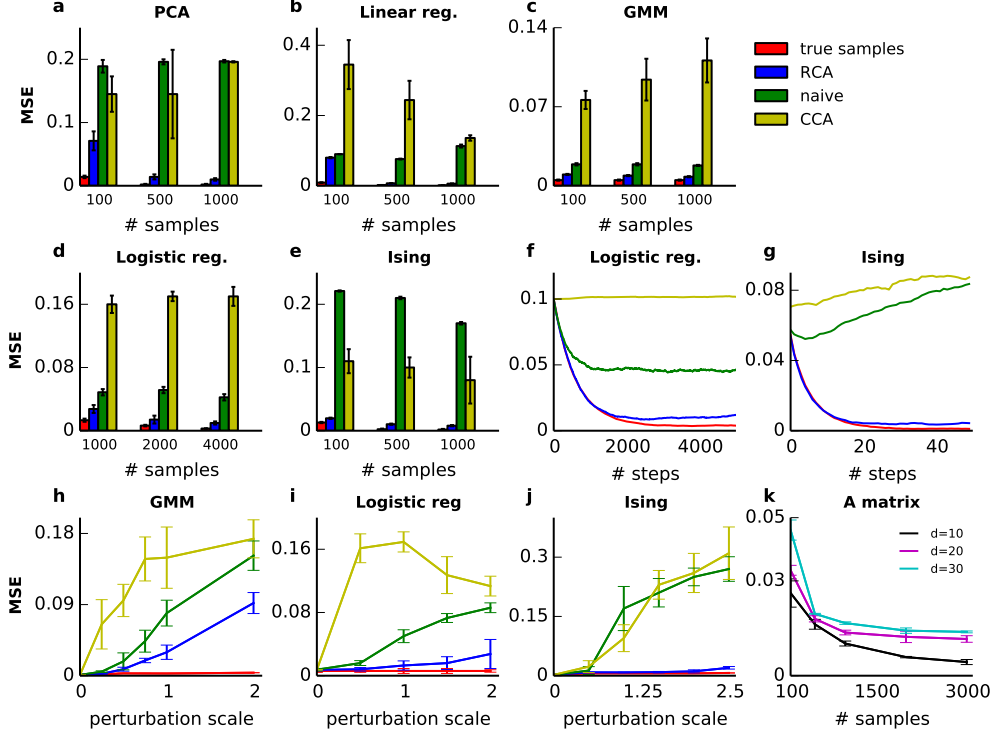 a PCA
MSE
0.2
0.1
0
100 500 1000
# samples
b Linear reg.
0.4
0.2
0
100 500 1000
# samples
c GMM
0.14
0.07
0
100 500 1000
# samples
true samples
RCA
naive
CCA
d Logistic reg.
MSE
0.16
0.08
0
1000 2000 4000
# samples
e Ising
0.2
0.1
0
100 500 1000
# samples
f Logistic reg.
0.1
0.05
0
0 2000 4000
# steps
g Ising
0.08
0.04
0
0 20 40
# steps
h GMM
MSE
0.18
0.09
0
0 1 2
perturbation scale
i Logistic reg
0.16
0.08
0
0 1 2
perturbation scale
j Ising
0.3
0.15
0
0 1.25 2.5
perturbation scale
k A matrix
0.05
0.03
0
100 1500 3000
# samples
d=10
d=20
d=30